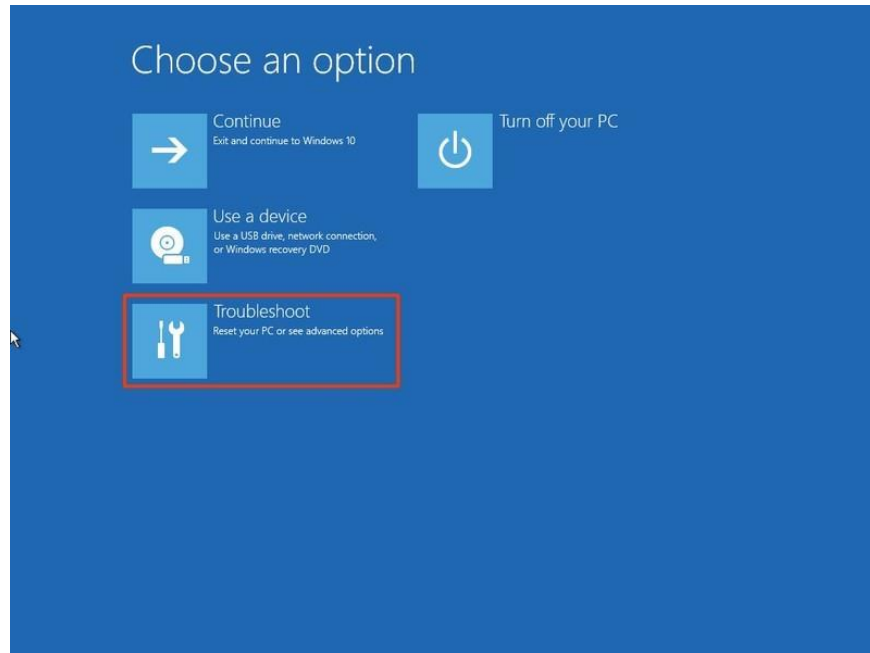 Choose an option
Continue
Exit and continue to Windows 10
Turn off your PC
Use a device
Use a USB drive, network connection,
or Windows recovery DVD
Troubleshoot
Reset your PC or see advanced options